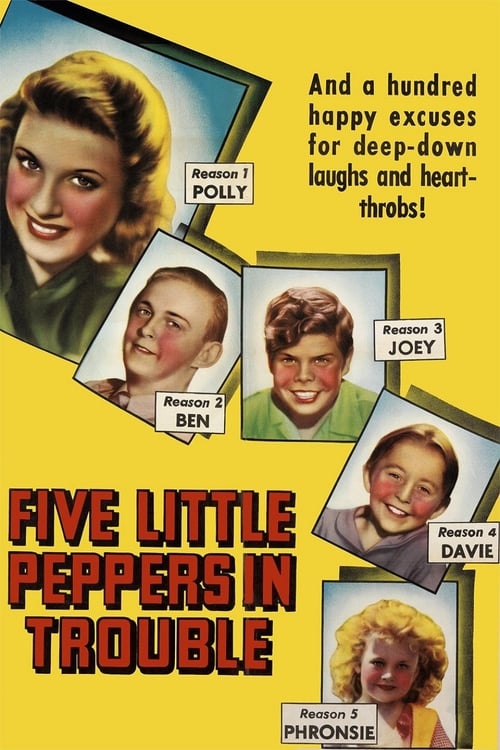 And a hundred
happy excuses
for deep-down
laughs and heart-
throbs!
Reason 1
POLLY
Reason 2
BEN
Reason 3
JOEY
Reason 4
DAVIE
FIVE LITTLE
PEPPERS IN
TROUBLE
Reason 5
PHRONSIE